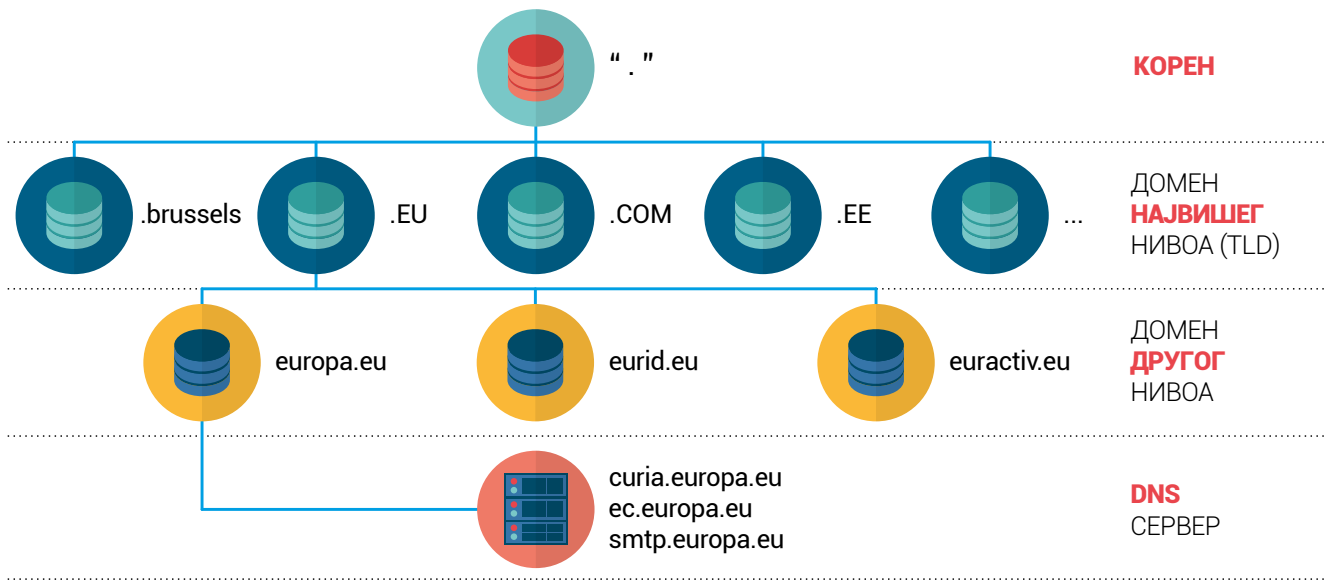 “ . ”
КОРЕН
.brussels
.EU
.COM
.EE
...
ДОМЕН
НАЈВИШЕГ
НИВОА (TLD)
europa.eu
eurid.eu
euractiv.eu
ДОМЕН
ДРУГОГ
НИВОА
curia.europa.eu
ec.europa.eu
smtp.europa.eu
DNS
СЕРВЕР